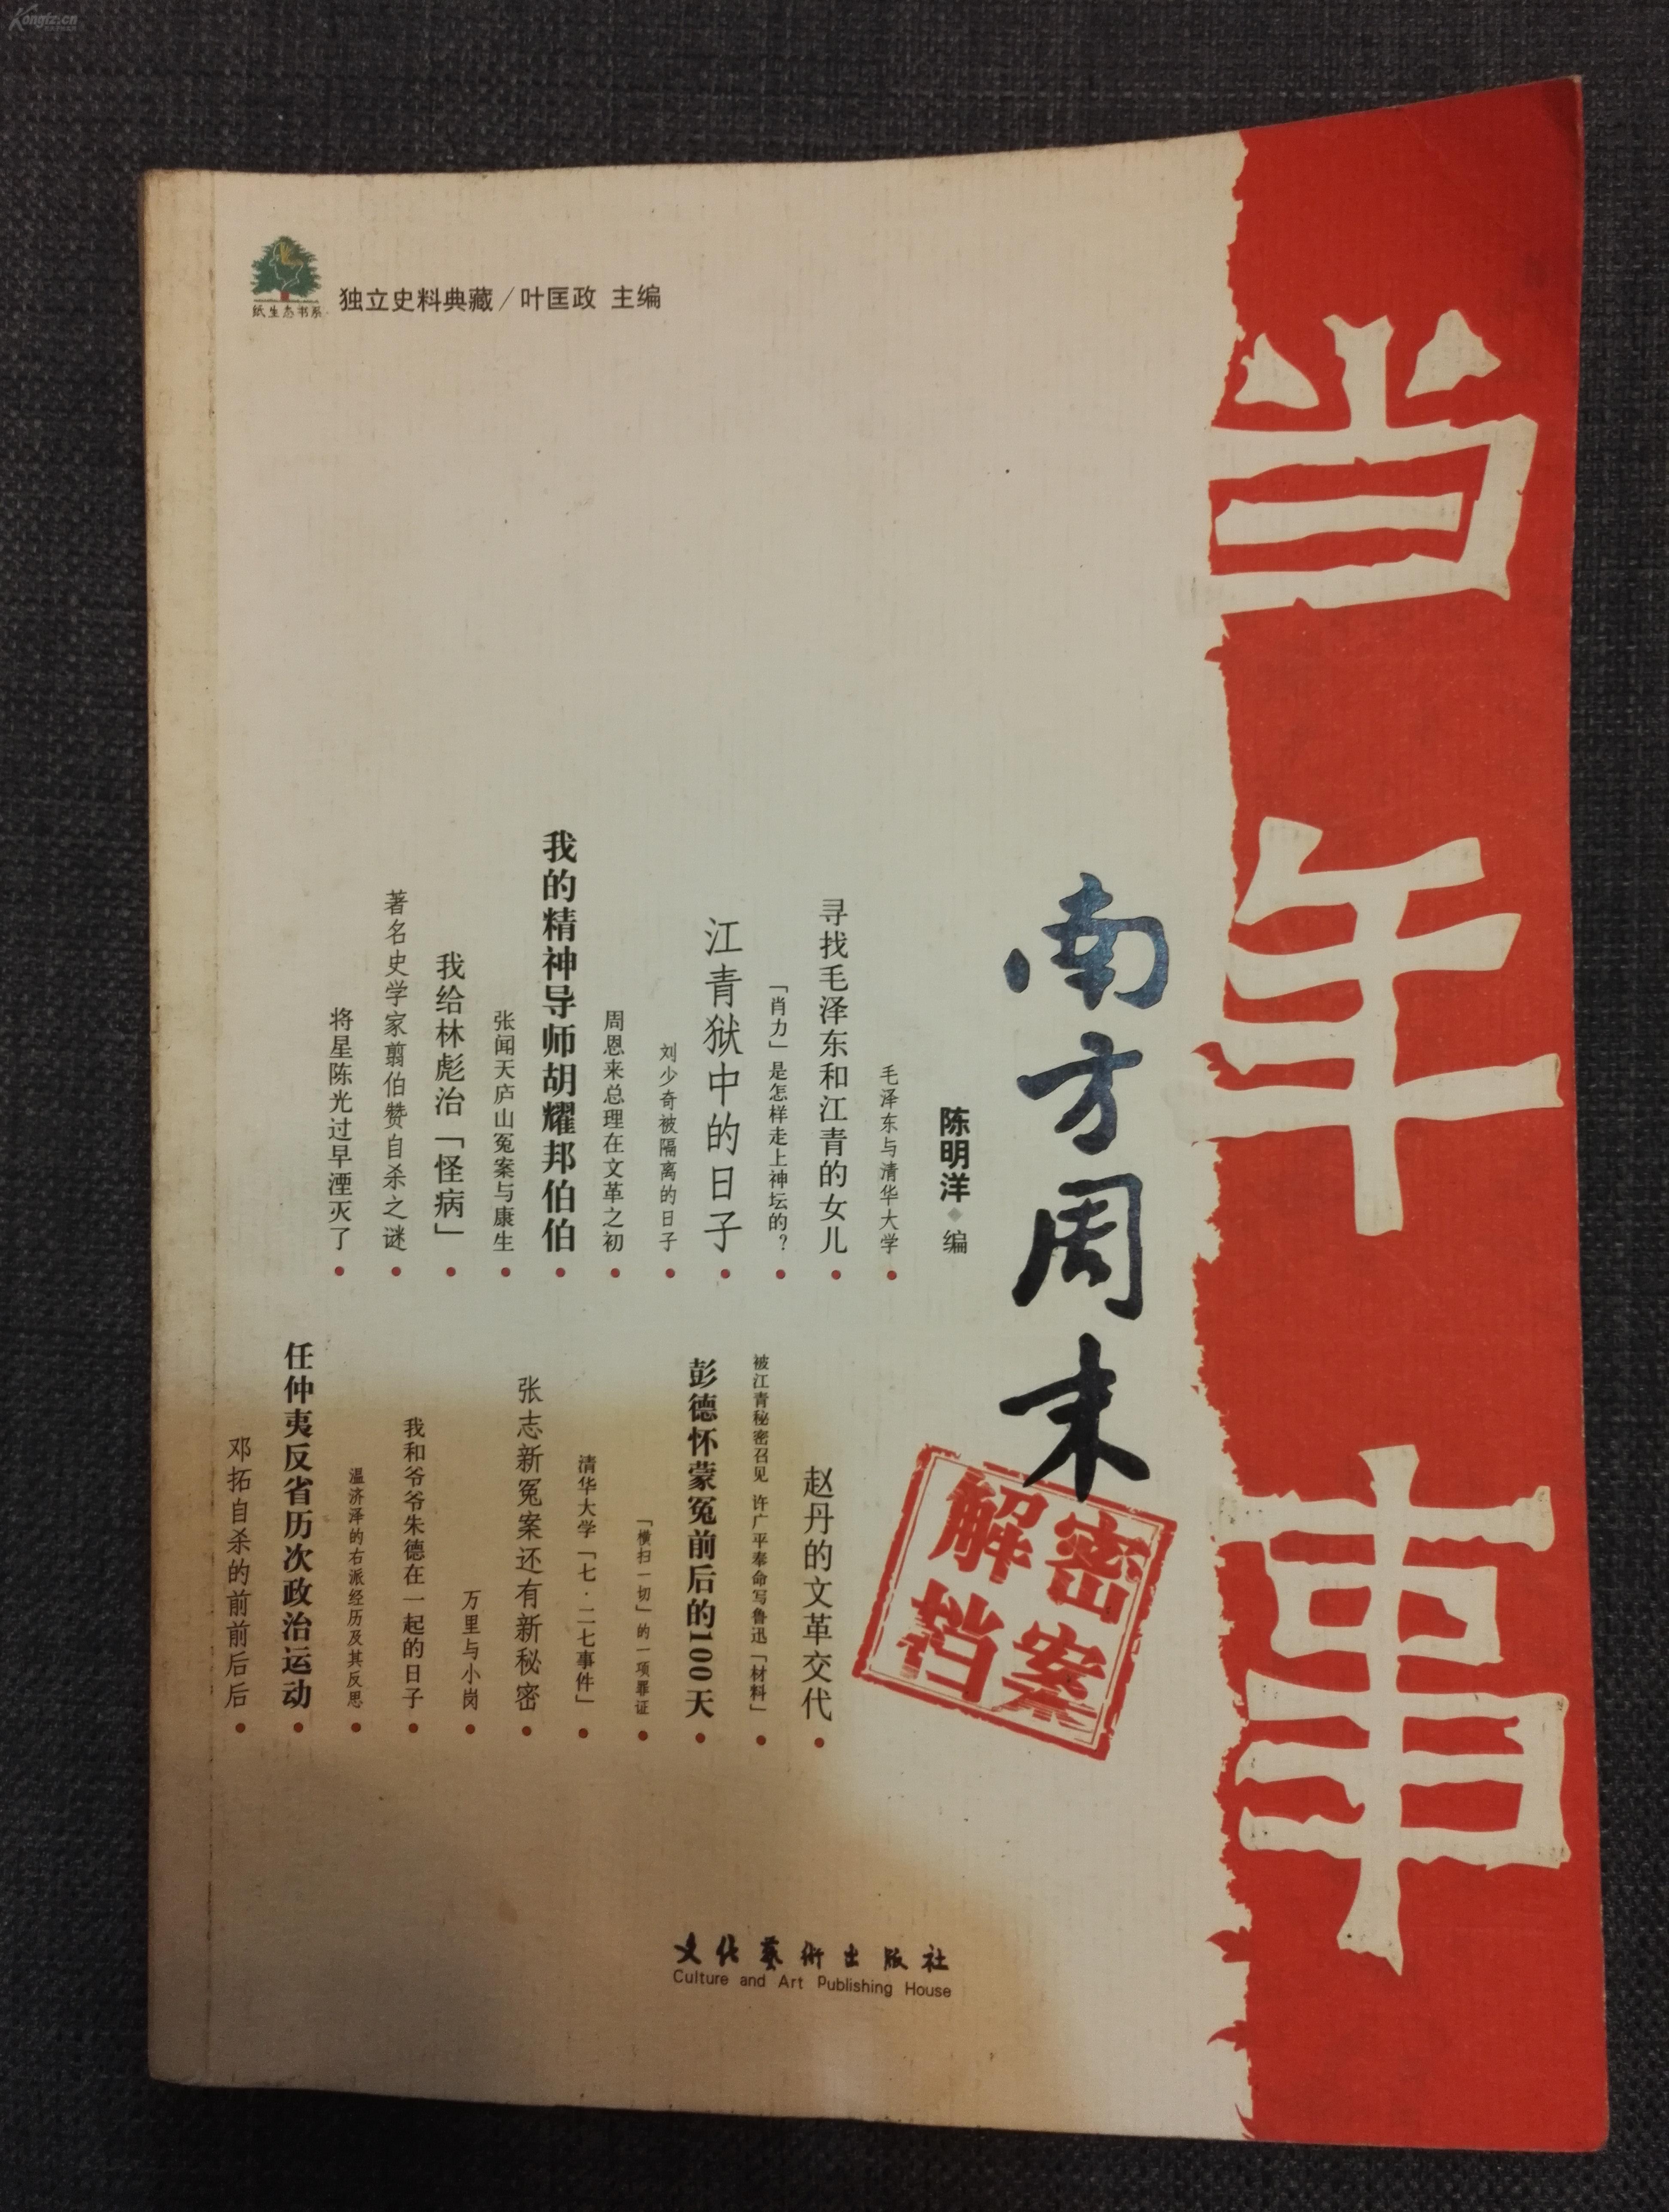 Kongfz.cn
纸生态书系
独立史料典藏/叶匡政 主编
当年事
南方周末
解密
档案
陈明洋◆编
毛泽东与清华大学
寻找毛泽东和江青的女儿
「肖力」是怎样走上神坛的?
江青狱中的日子
刘少奇被隔离的日子
周恩来总理在文革之初
我的精神导师胡耀邦伯伯
张闻天庐山冤案与康生
我给林彪治「怪病」
著名史学家翦伯赞自杀之谜
将星陈光过早湮灭了
赵丹的文革交代
被江青秘密召见 许广平奉命写鲁迅「材料」
彭德怀蒙冤前后的100天
「横扫一切」的一项罪证
清华大学「七·二七事件」
张志新冤案还有新秘密
万里与小岗
我和爷爷朱德在一起的日子
温济泽的右派经历及其反思
任仲夷反省历次政治运动
邓拓自杀的前前后后
文化藝術出版社
Culture and Art Publishing House